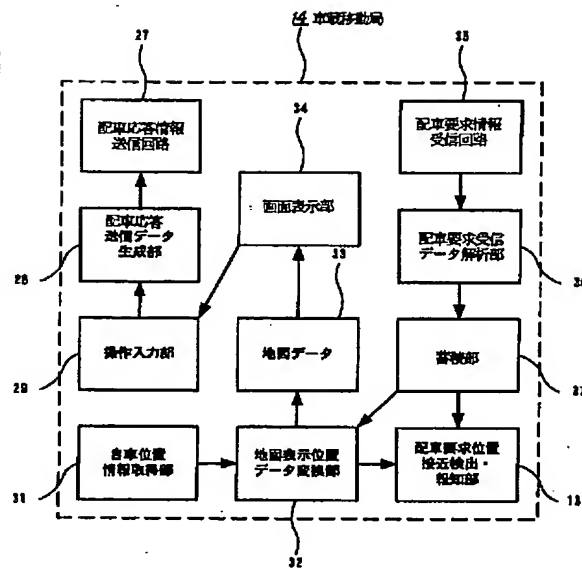 14 車載移動局
27
35
34
配車応答情報
送信回路
配車要求情報
受信回路
画面表示部
配車応答
送信データ
生成部
配車要求受信
データ解析部
33
28
操作入力部
地図データ
蓄積部
29
自車位置
情報取得部
地図表示位置
データ変換部
配車要求位置
接近検出・
報知部
31
32